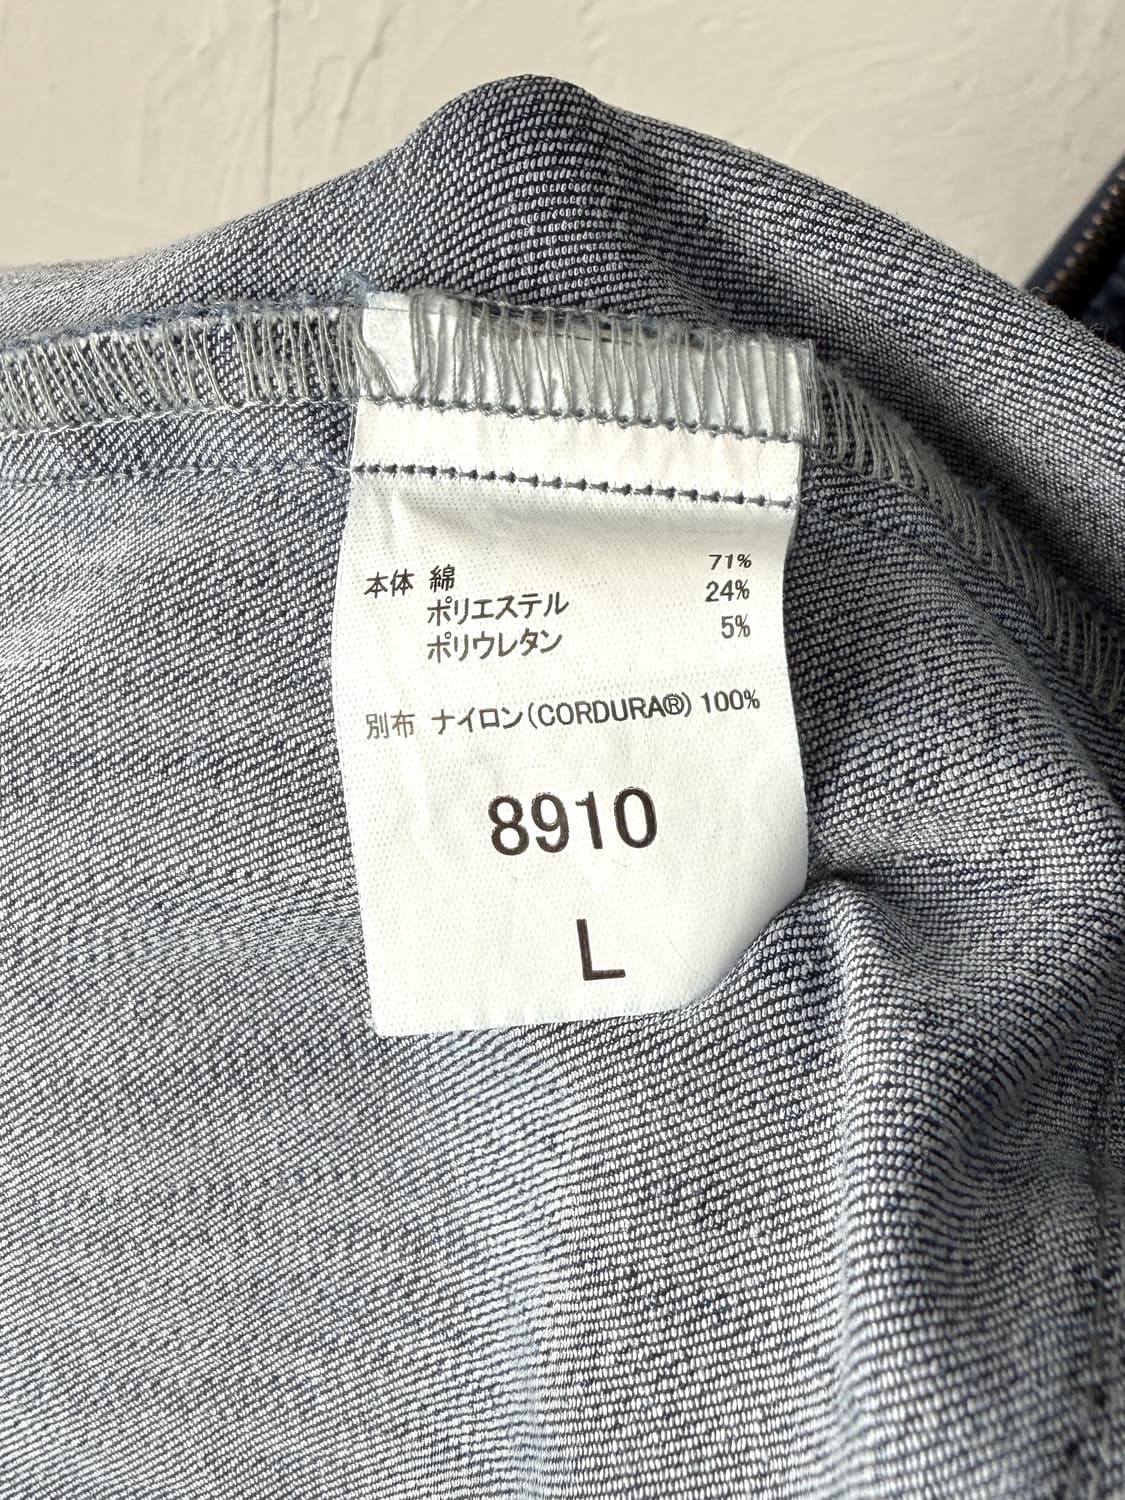 本体 綿 71%
ポリエステル 24%
ポリウレタン 5%
別布 ナイロン(CORDURA®) 100%
8910
L